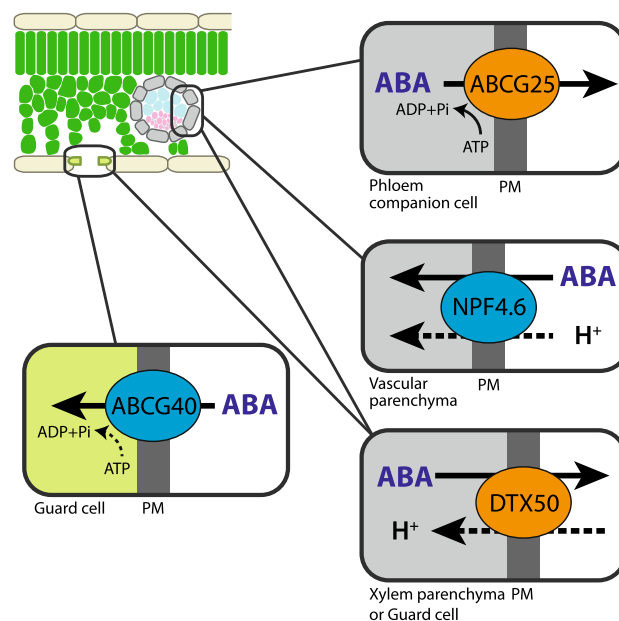 ABA
ABCG25
ADP+Pi
ATP
Phloem
companion cell
PM
ABA
NPF4.6
H⁺
Vascular
parenchyma
PM
ABCG40
ABA
ADP+Pi
ATP
Guard cell
PM
ABA
DTX50
H⁺
Xylem parenchyma PM
or Guard cell